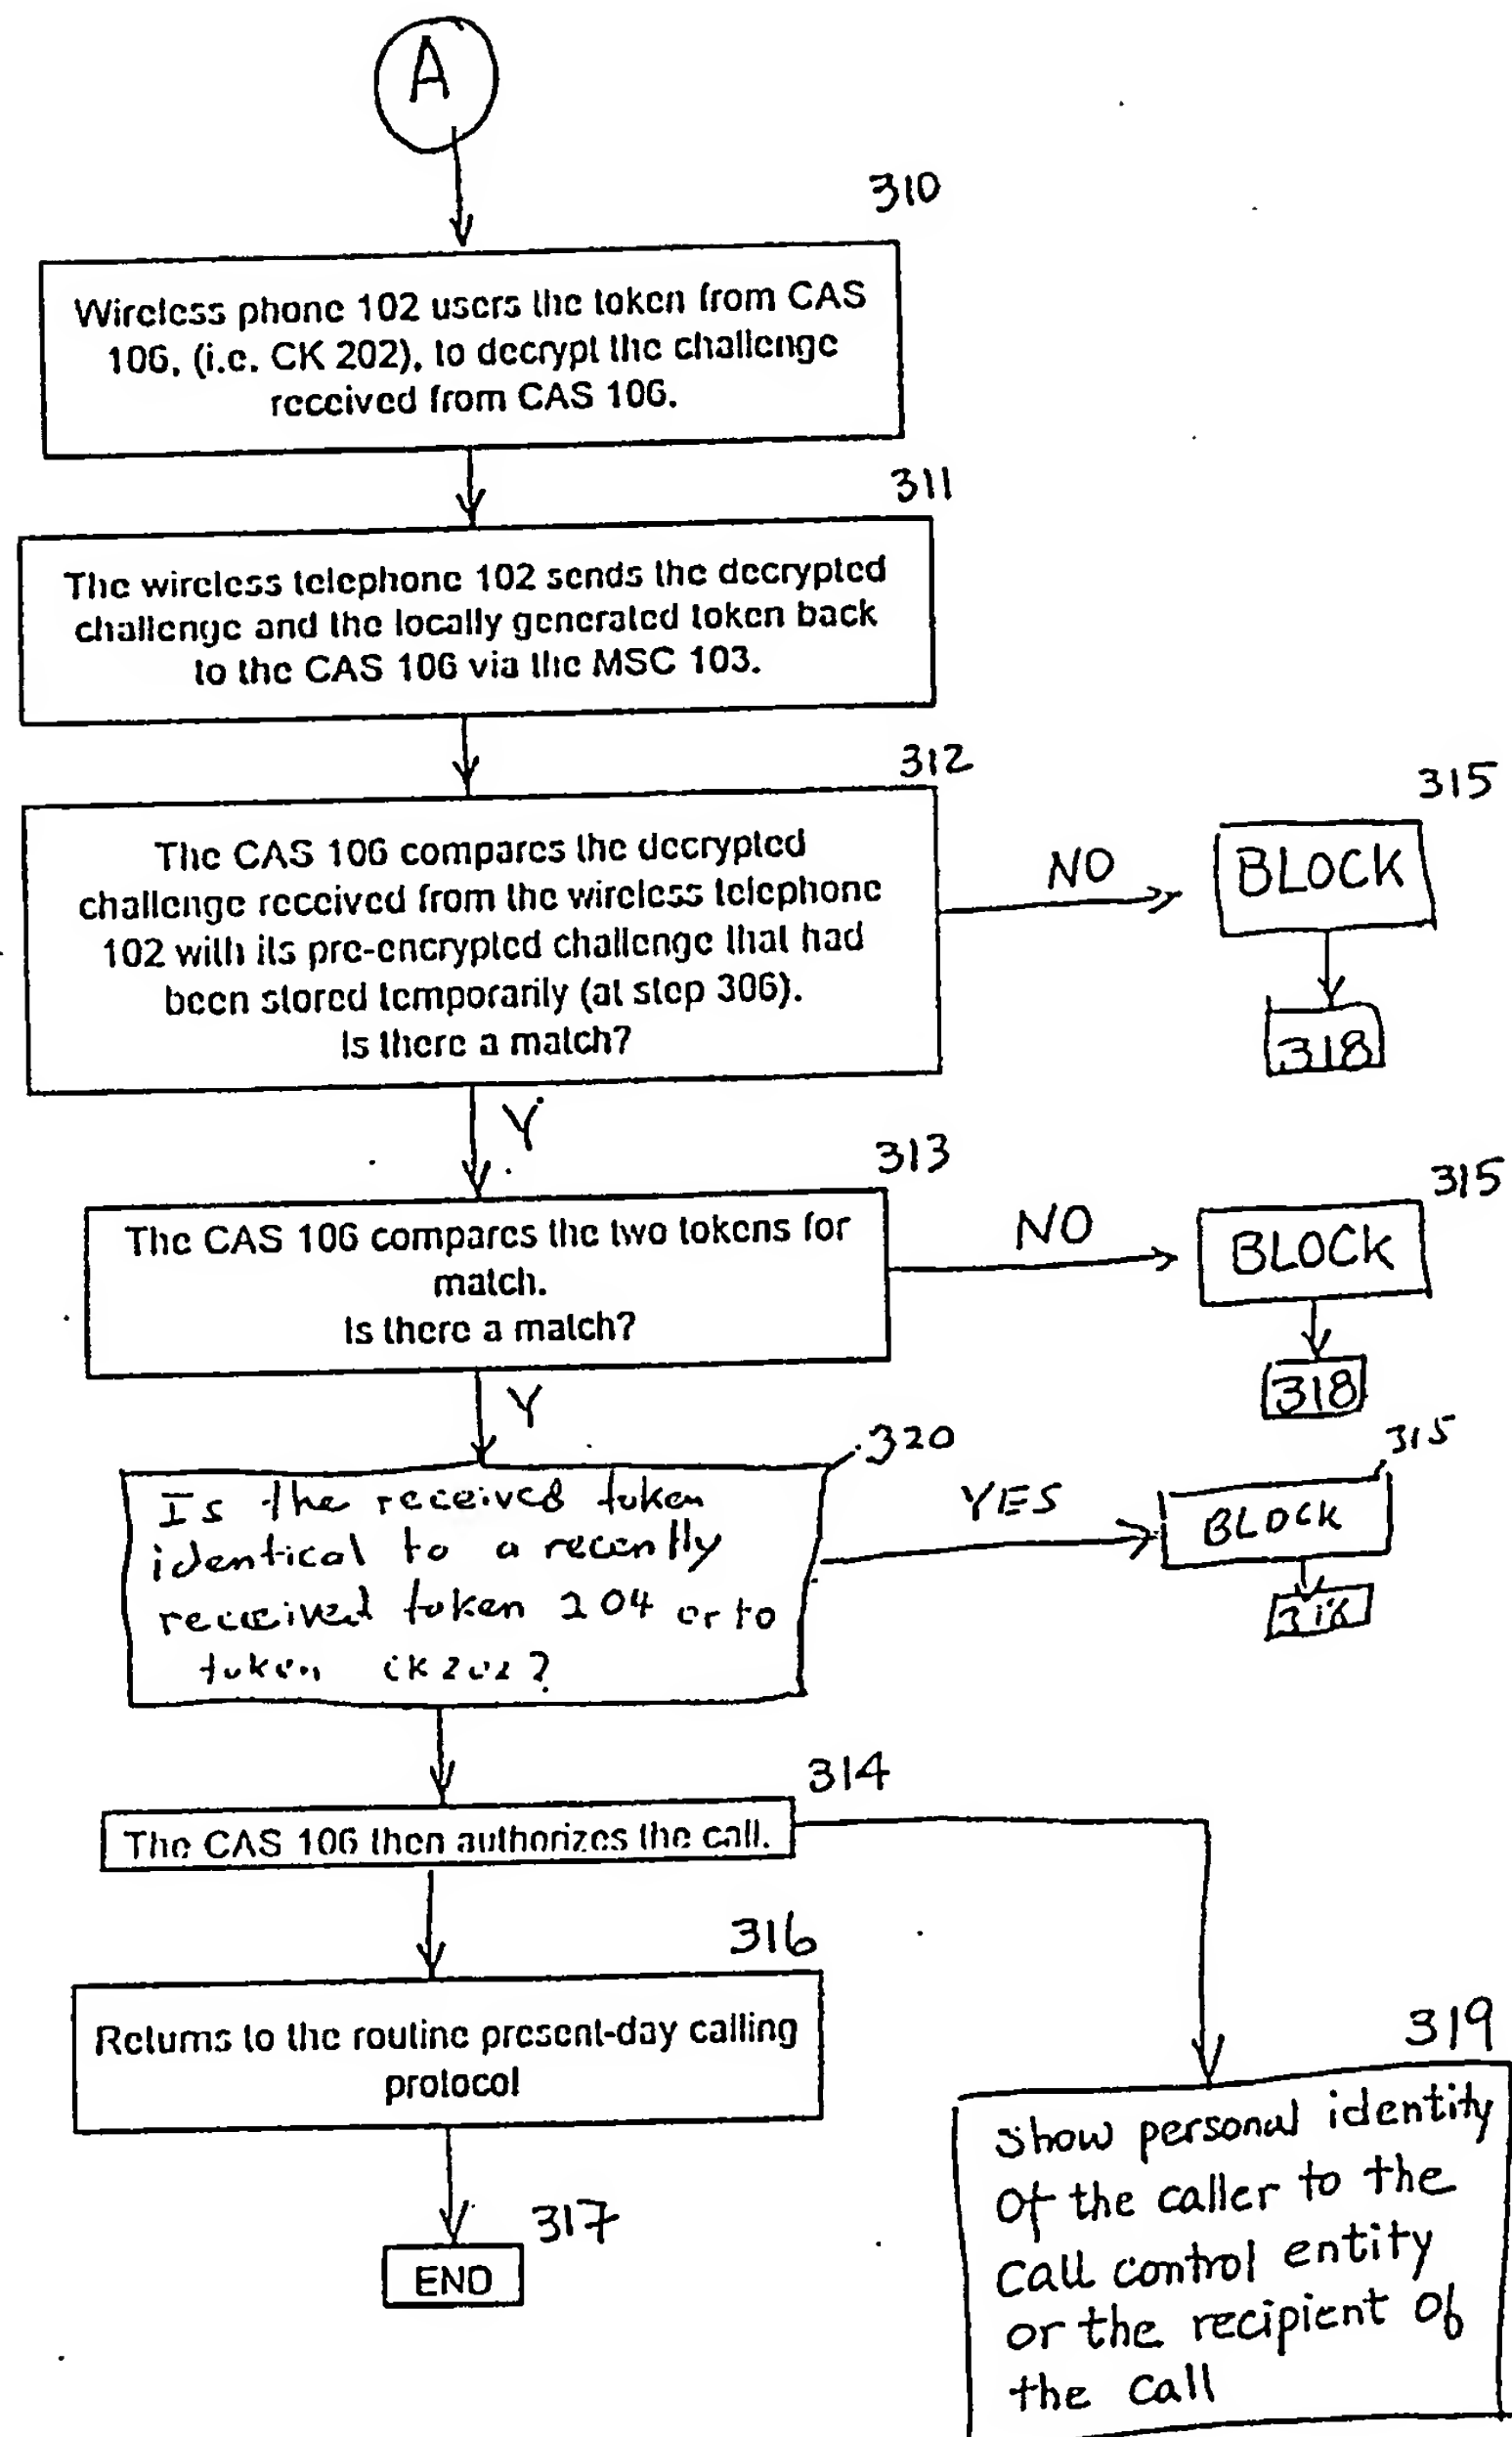 A
310
Wireless phone 102 users the token from CAS
106, (i.e. CK 202), to decrypt the challenge
received from CAS 106.
311
The wireless telephone 102 sends the decrypted
challenge and the locally generated token back
to the CAS 106 via the MSC 103.
312
The CAS 106 compares the decrypted
challenge received from the wireless telephone
102 with its pre-encrypted challenge that had
been stored temporarily (at step 306).
Is there a match?
NO
315
BLOCK
318
Y
313
The CAS 106 compares the two tokens for
match.
Is there a match?
NO
315
BLOCK
318
Y
320
Is the received token
identical to a recently
received token 204 or to
token CK202?
YES
315
BLOCK
318
314
The CAS 106 then authorizes the call.
316
Returns to the routine present-day calling
protocol
317
END
319
Show personal identity
Of the caller to the
Call control entity
or the recipient of
the Call